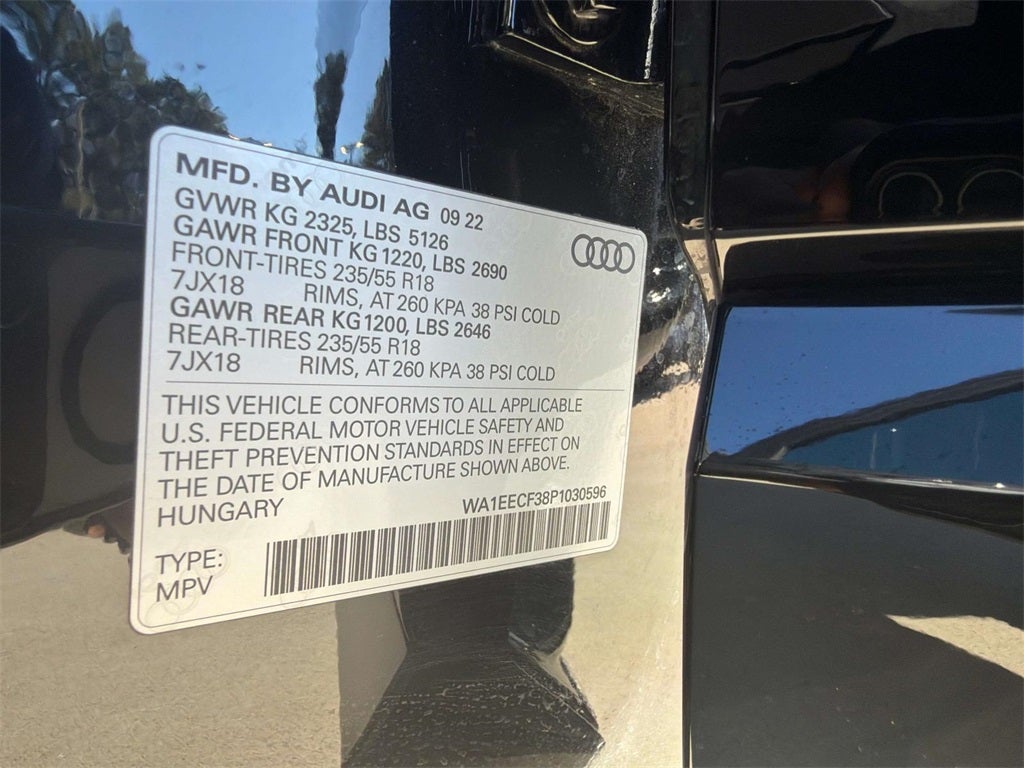 MFD. BY AUDI AG 09 22
GVWR KG 2325, LBS 5126
GAWR FRONT KG 1220, LBS 2690
FRONT-TIRES 235/55 R18
7JX18 RIMS, AT 260 KPA 38 PSI COLD
GAWR REAR KG 1200, LBS 2646
REAR-TIRES 235/55 R18
7JX18 RIMS, AT 260 KPA 38 PSI COLD
THIS VEHICLE CONFORMS TO ALL APPLICABLE
U.S. FEDERAL MOTOR VEHICLE SAFETY AND
THEFT PREVENTION STANDARDS IN EFFECT ON
THE DATE OF MANUFACTURE SHOWN ABOVE.
HUNGARY WA1EECF38P1030596
TYPE:
MPV